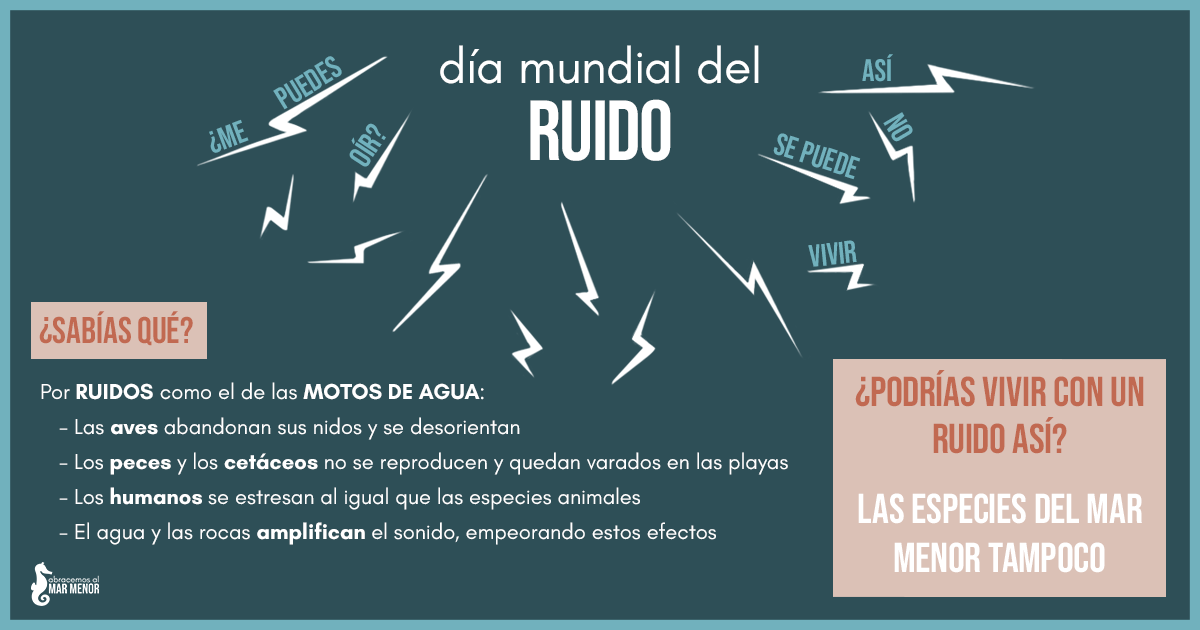 día mundial del
RUIDO
¿ME PUEDES
OÍR?
ASÍ
NO
SE PUEDE
VIVIR
¿SABÍAS QUÉ?
Por RUIDOS como el de las MOTOS DE AGUA:
- Las aves abandonan sus nidos y se desorientan
- Los peces y los cetáceos no se reproducen y quedan varados en las playas
- Los humanos se estresan al igual que las especies animales
- El agua y las rocas amplifican el sonido, empeorando estos efectos
¿PODRÍAS VIVIR CON UN
RUIDO ASÍ?
LAS ESPECIES DEL MAR
MENOR TAMPOCO
abracemos al
MAR MENOR